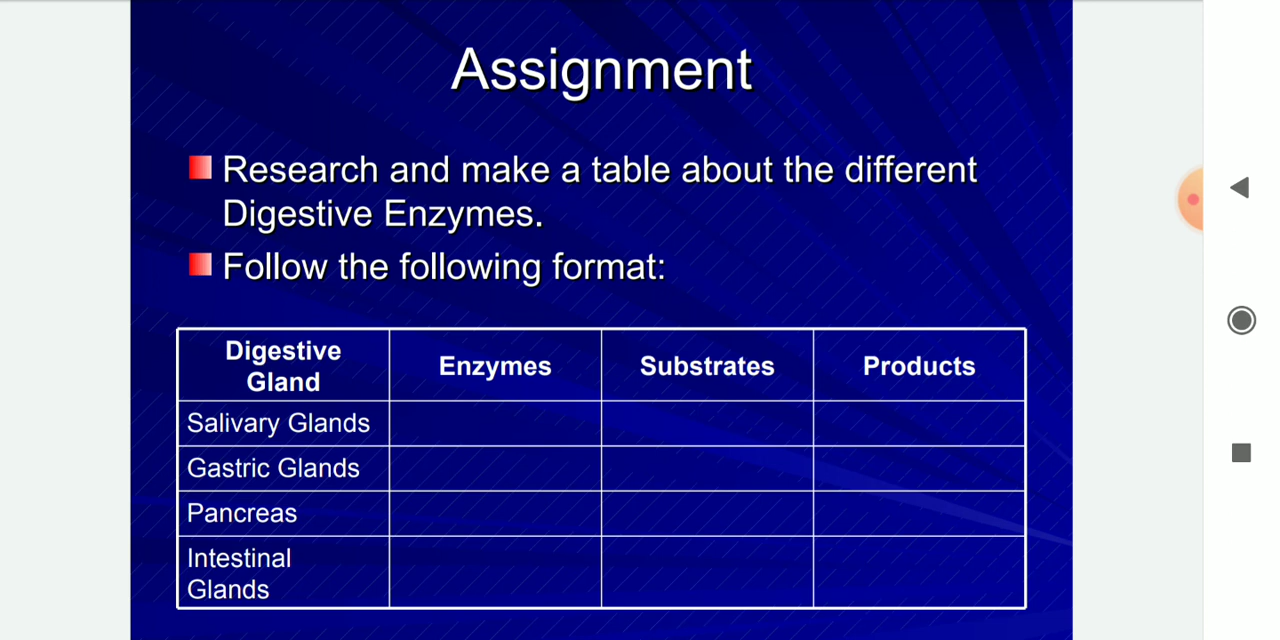 Assignment
Research and make a table about the different
Digestive Enzymes.
Follow the following format:
Digestive
Gland
Enzymes
Substrates
Products
Salivary Glands
Gastric Glands
Pancreas
Intestinal
Glands